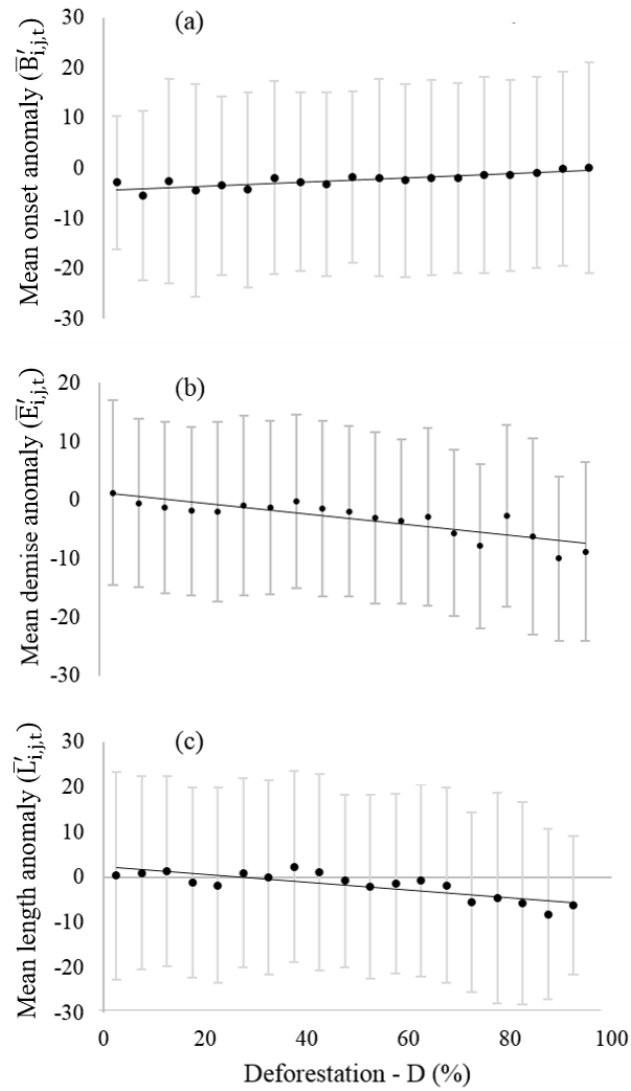 (a)
Mean onset anomaly (B̅′i,j,t)
30
20
10
0
-10
-20
-30
(b)
Mean demise anomaly (E̅′i,j,t)
20
10
0
-10
-20
-30
(c)
Mean length anomaly (L̅′i,j,t)
30
20
10
0
-10
-20
-30
0 20 40 60 80 100
Deforestation - D (%)